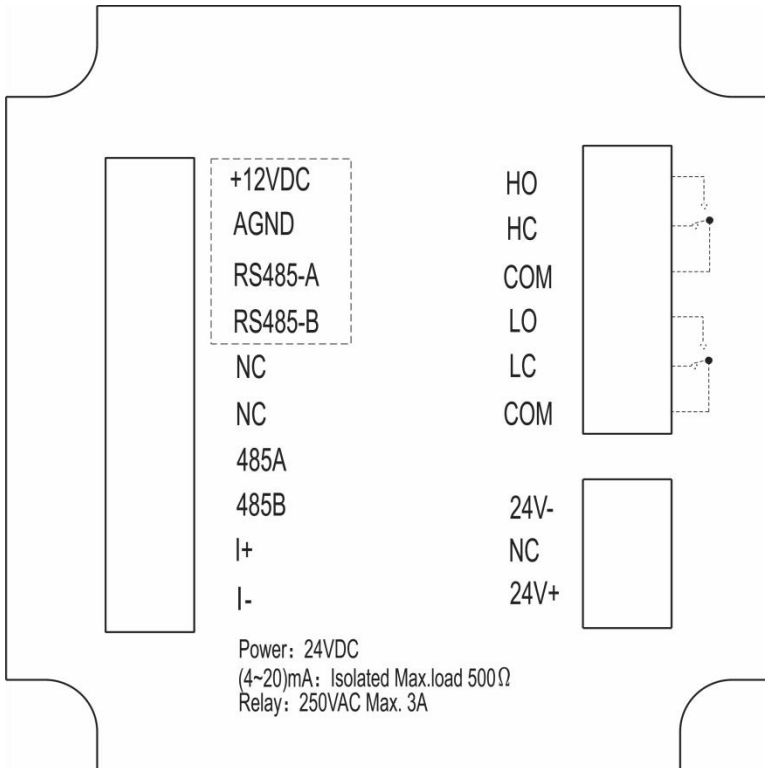 +12VDC
AGND
RS485-A
RS485-B
NC
NC
485A
485B
I+
I-
HO
HC
COM
LO
LC
COM
24V-
NC
24V+
Power: 24VDC
(4~20)mA: Isolated Max.load 500Ω
Relay: 250VAC Max. 3A